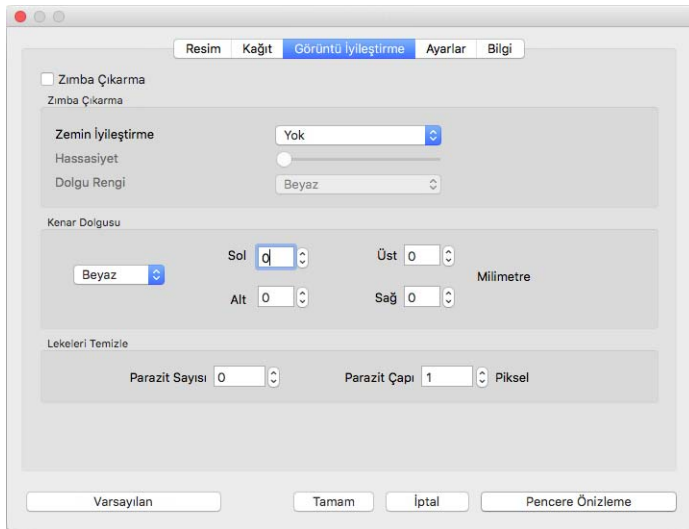 Resim Kağıt Görüntü İyileştirme Ayarlar Bilgi
Zımba Çıkarma
Zımba Çıkarma
Zemin İyileştirme Yok
Hassasiyet
Dolgu Rengi Beyaz
Kenar Dolgusu
Sol 0 Üst 0
Beyaz Milimetre
Alt 0 Sağ 0
Lekeleri Temizle
Parazit Sayısı 0 Parazit Çapı 1 Piksel
Varsayılan Tamam İptal Pencere Önizleme